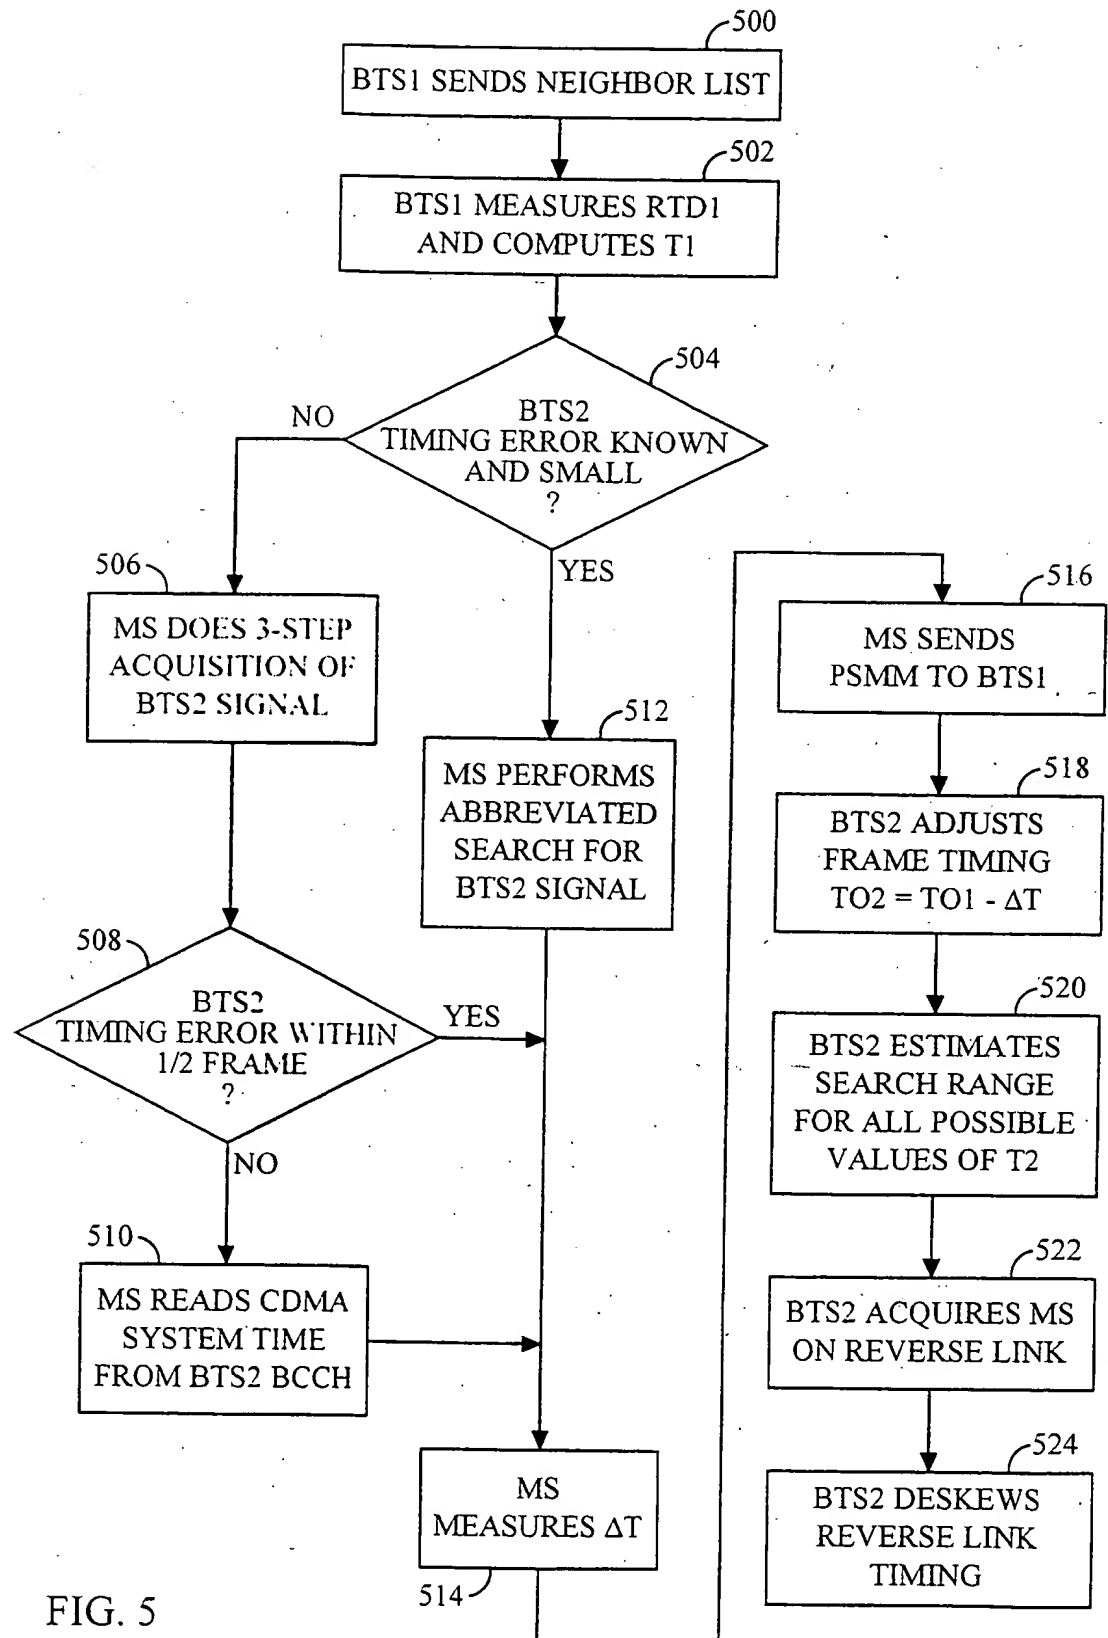 500
BTS1 SENDS NEIGHBOR LIST
502
BTS1 MEASURES RTD1
AND COMPUTES T1
504
BTS2
TIMING ERROR KNOWN
AND SMALL
?
NO
YES
506
MS DOES 3-STEP
ACQUISITION OF
BTS2 SIGNAL
512
MS PERFORMS
ABBREVIATED
SEARCH FOR
BTS2 SIGNAL
508
BTS2
TIMING ERROR WITHIN
1/2 FRAME
?
YES
NO
510
MS READS CDMA
SYSTEM TIME
FROM BTS2 BCCH
MS
MEASURES ΔT
514
516
MS SENDS
PSMM TO BTS1
518
BTS2 ADJUSTS
FRAME TIMING
TO2 = TO1 - ΔT
520
BTS2 ESTIMATES
SEARCH RANGE
FOR ALL POSSIBLE
VALUES OF T2
522
BTS2 ACQUIRES MS
ON REVERSE LINK
524
BTS2 DESKEWS
REVERSE LINK
TIMING
FIG. 5